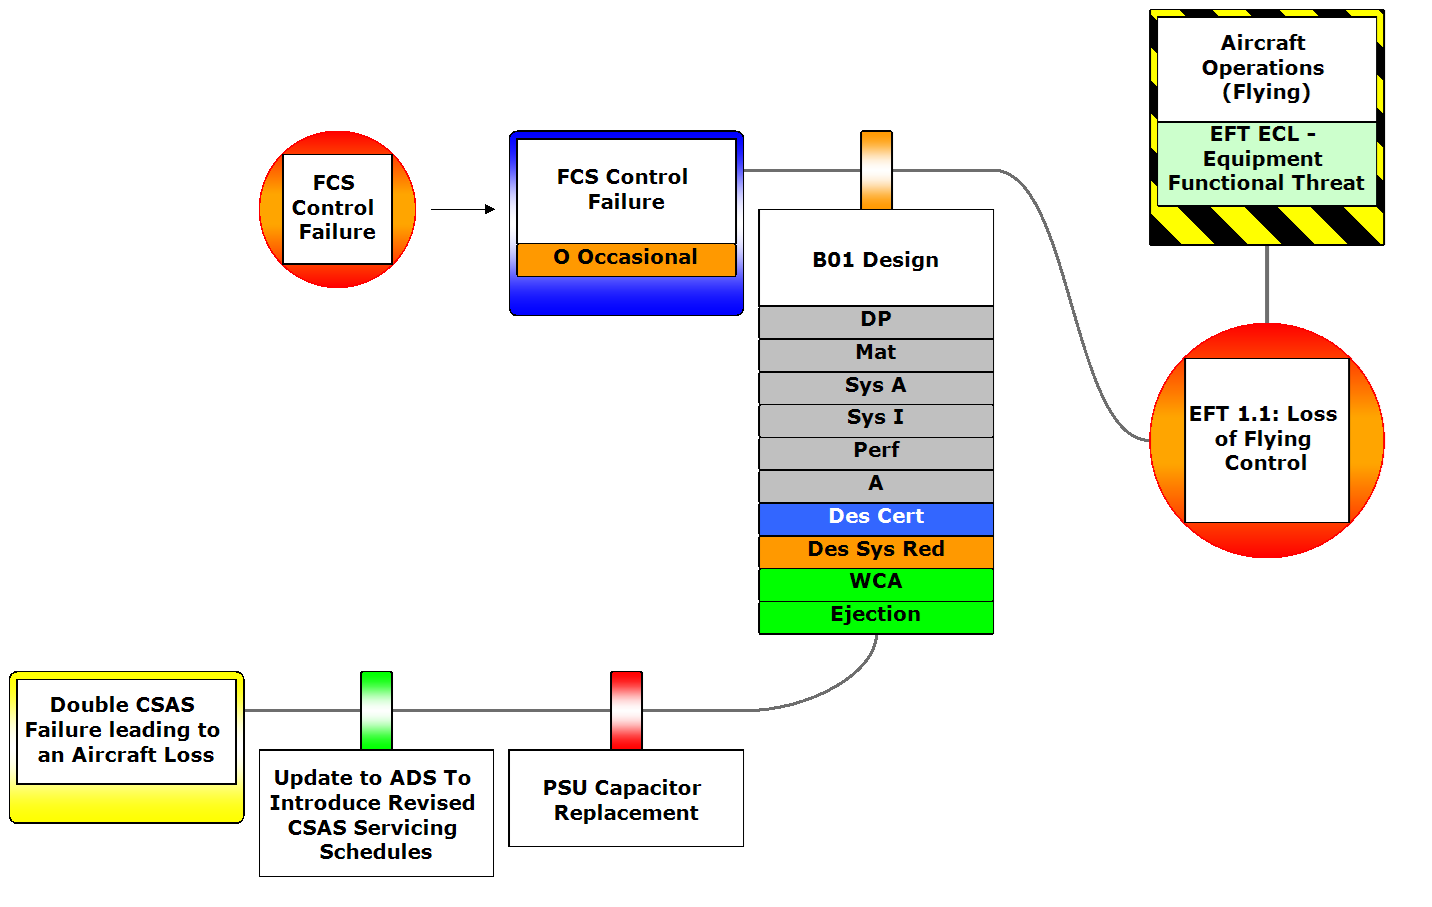 Aircraft
Operations
(Flying)
EFT ECL -
Equipment
Functional Threat
FCS
Control
Failure
FCS Control
Failure
O Occasional
B01 Design
DP
Mat
Sys A
Sys I
Perf
A
Des Cert
Des Sys Red
WCA
Ejection
EFT 1.1: Loss
of Flying
Control
Double CSAS
Failure leading to
an Aircraft Loss
Update to ADS To
Introduce Revised
CSAS Servicing
Schedules
PSU Capacitor
Replacement